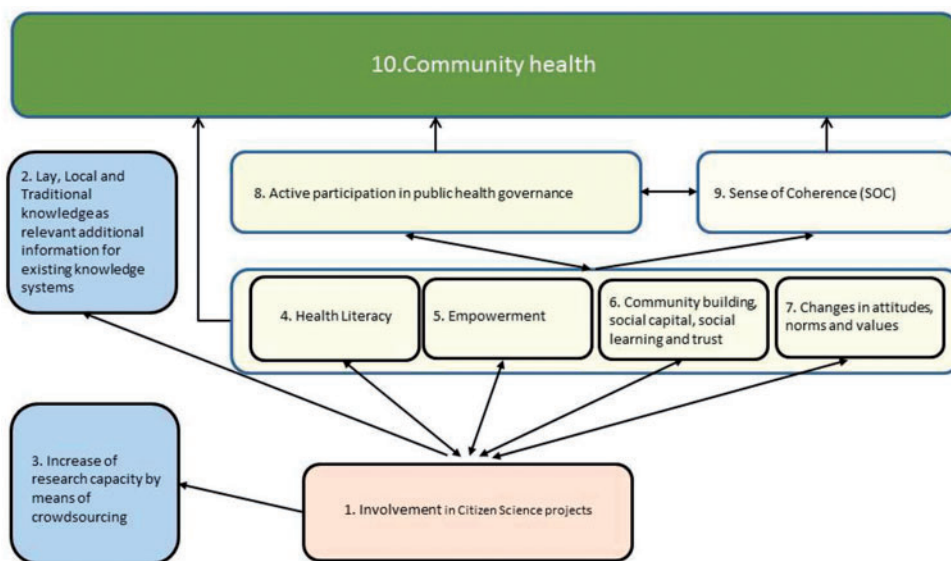 10.Community health
2. Lay, Local and
Traditional
knowledge as
relevant additional
information for
existing knowledge
systems
8. Active participation in public health governance
9. Sense of Coherence (SOC)
4. Health Literacy
5. Empowerment
6. Community building,
social capital, social
learning and trust
7. Changes in attitudes,
norms and values
3. Increase of
research capacity by
means of
crowdsourcing
1. Involvement in Citizen Science projects